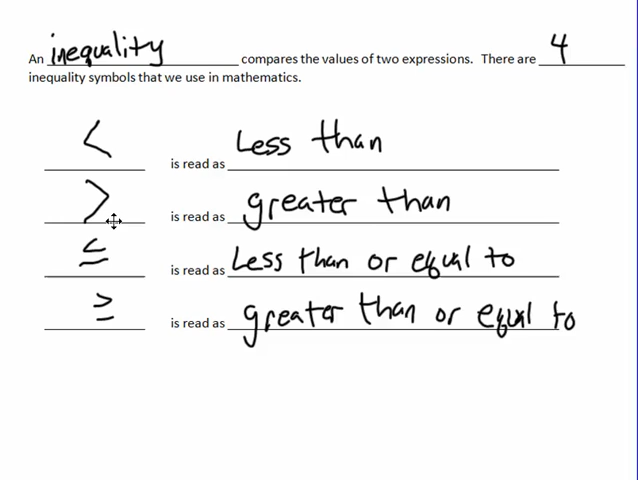 An inequality compares the values of two expressions. There are 4
inequality symbols that we use in mathematics.
< is read as Less than
> is read as greater than
≤ is read as Less than or equal to
≥ is read as greater than or equal to